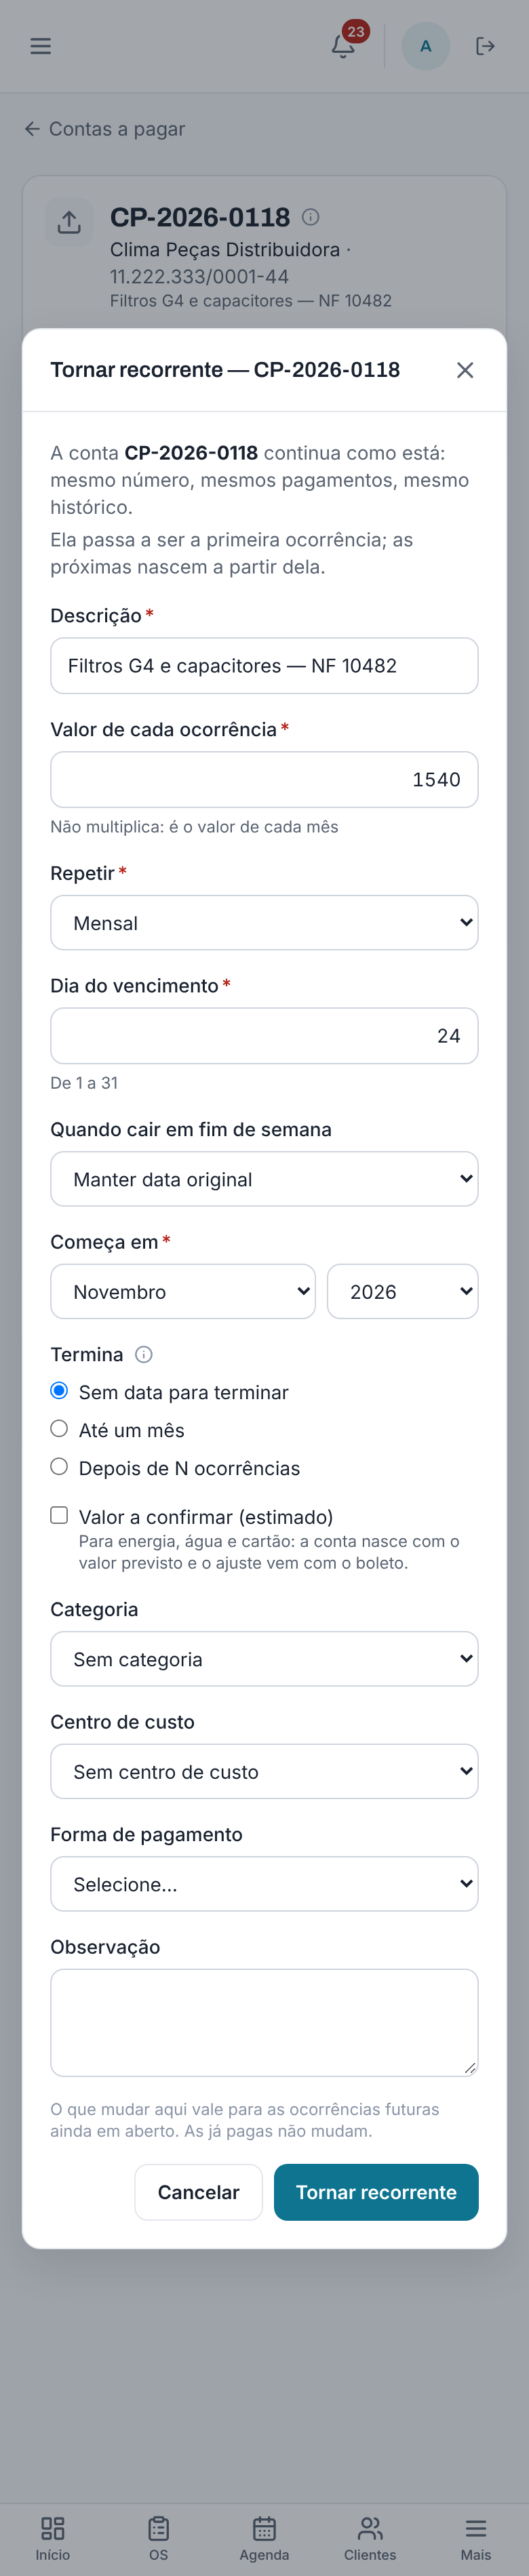 23
A
Contas a pagar
CP-2026-0118
Clima Peças Distribuidora ·
11.222.333/0001-44
Filtros G4 e capacitores — NF 10482
Tornar recorrente — CP-2026-0118
A conta CP-2026-0118 continua como está:
mesmo número, mesmos pagamentos, mesmo
histórico.
Ela passa a ser a primeira ocorrência; as
próximas nascem a partir dela.
Descrição*
Filtros G4 e capacitores — NF 10482
Valor de cada ocorrência*
1540
Não multiplica: é o valor de cada mês
Repetir*
Mensal
Dia do vencimento*
24
De 1 a 31
Quando cair em fim de semana
Manter data original
Começa em*
Novembro 2026
Termina
Sem data para terminar
Até um mês
Depois de N ocorrências
Valor a confirmar (estimado)
Para energia, água e cartão: a conta nasce com o
valor previsto e o ajuste vem com o boleto.
Categoria
Sem categoria
Centro de custo
Sem centro de custo
Forma de pagamento
Selecione...
Observação
O que mudar aqui vale para as ocorrências futuras
ainda em aberto. As já pagas não mudam.
Cancelar Tornar recorrente
Início OS Agenda Clientes Mais